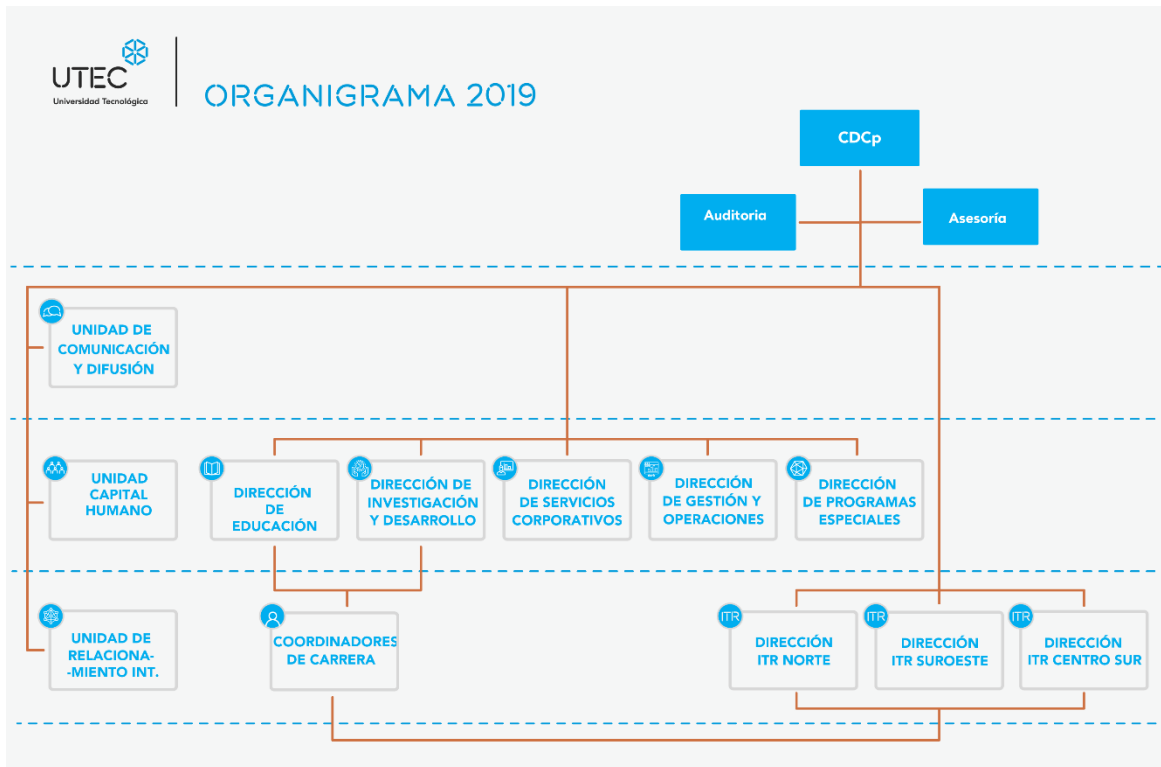 UTEC
Universidad Tecnológica
ORGANIGRAMA 2019
CDCp
Auditoria
Asesoría
UNIDAD DE
COMUNICACIÓN
Y DIFUSIÓN
UNIDAD
CAPITAL
HUMANO
DIRECCIÓN
DE
EDUCACIÓN
DIRECCIÓN DE
INVESTIGACIÓN
Y DESARROLLO
DIRECCIÓN
DE SERVICIOS
CORPORATIVOS
DIRECCIÓN
DE GESTIÓN Y
OPERACIONES
DIRECCIÓN
DE PROGRAMAS
ESPECIALES
UNIDAD DE
RELACIONA-
-MIENTO INT.
COORDINADORES
DE CARRERA
ITR
DIRECCIÓN
ITR NORTE
ITR
DIRECCIÓN
ITR SUROESTE
ITR
DIRECCIÓN
ITR CENTRO SUR